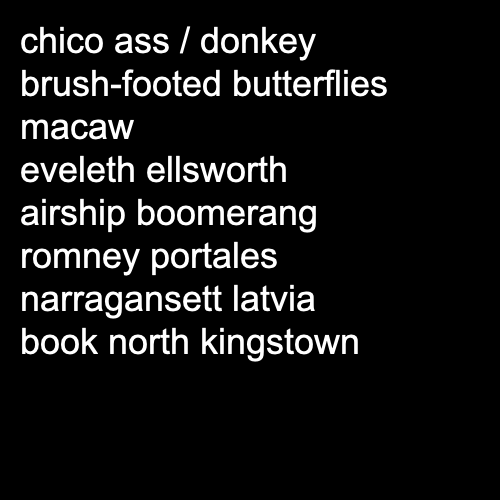 chico ass / donkey
brush-footed butterflies
macaw
eveleth ellsworth
airship boomerang
romney portales
narragansett latvia
book north kingstown